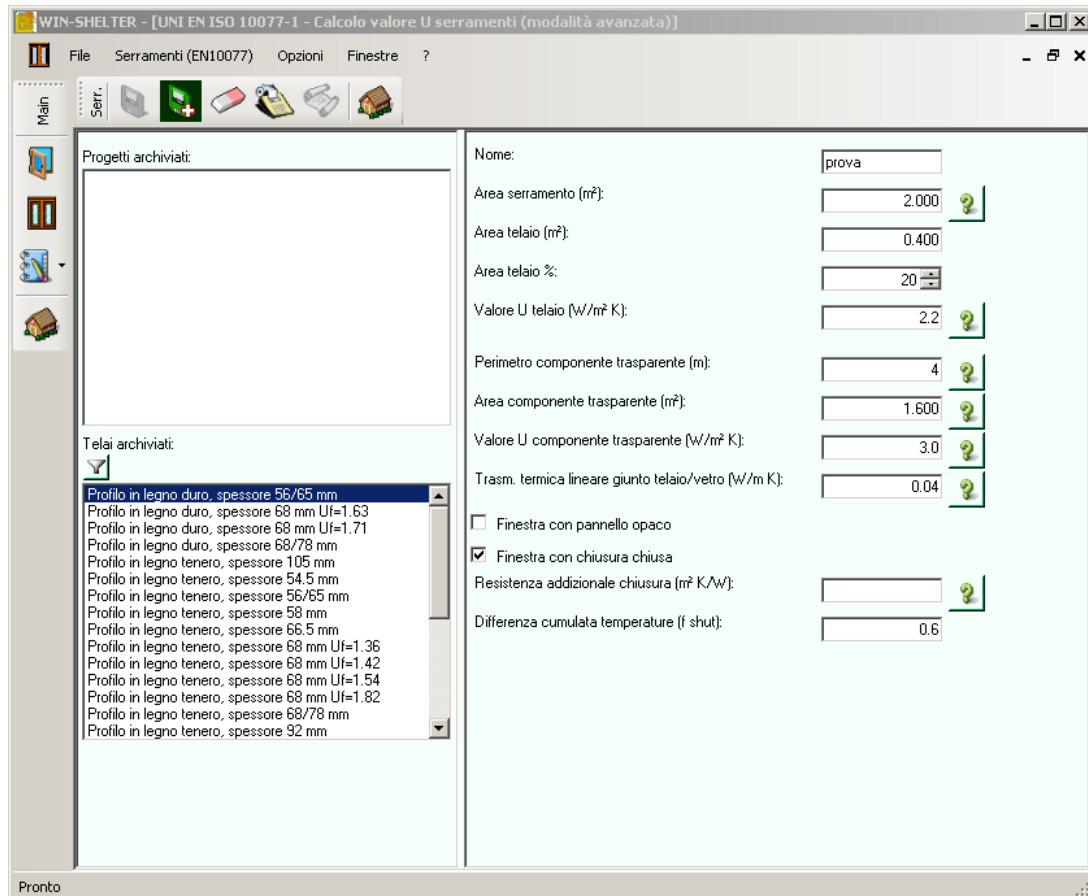 WIN-SHELTER - [UNI EN ISO 10077-1 - Calcolo valore U serramenti (modalità avanzata)]
File Serramenti (EN10077) Opzioni Finestre ?
Main
Serr.
Progetti archiviati:
Telai archiviati:
Profilo in legno duro, spessore 56/65 mm
Profilo in legno duro, spessore 68 mm Uf=1.63
Profilo in legno duro, spessore 68 mm Uf=1.71
Profilo in legno duro, spessore 68/78 mm
Profilo in legno tenero, spessore 105 mm
Profilo in legno tenero, spessore 54.5 mm
Profilo in legno tenero, spessore 56/65 mm
Profilo in legno tenero, spessore 58 mm
Profilo in legno tenero, spessore 66.5 mm
Profilo in legno tenero, spessore 68 mm Uf=1.36
Profilo in legno tenero, spessore 68 mm Uf=1.42
Profilo in legno tenero, spessore 68 mm Uf=1.54
Profilo in legno tenero, spessore 68 mm Uf=1.82
Profilo in legno tenero, spessore 68/78 mm
Profilo in legno tenero, spessore 92 mm
Nome: prova
Area serramento (m²): 2.000
Area telaio (m²): 0.400
Area telaio %: 20
Valore U telaio (W/m² K): 2.2
Perimetro componente trasparente (m): 4
Area componente trasparente (m²): 1.600
Valore U componente trasparente (W/m² K): 3.0
Trasm. termica lineare giunto telaio/vetro (W/m K): 0.04
Finestra con pannello opaco
Finestra con chiusura chiusa
Resistenza addizionale chiusura (m² K/W):
Differenza cumulata temperature (f shut): 0.6
Pronto